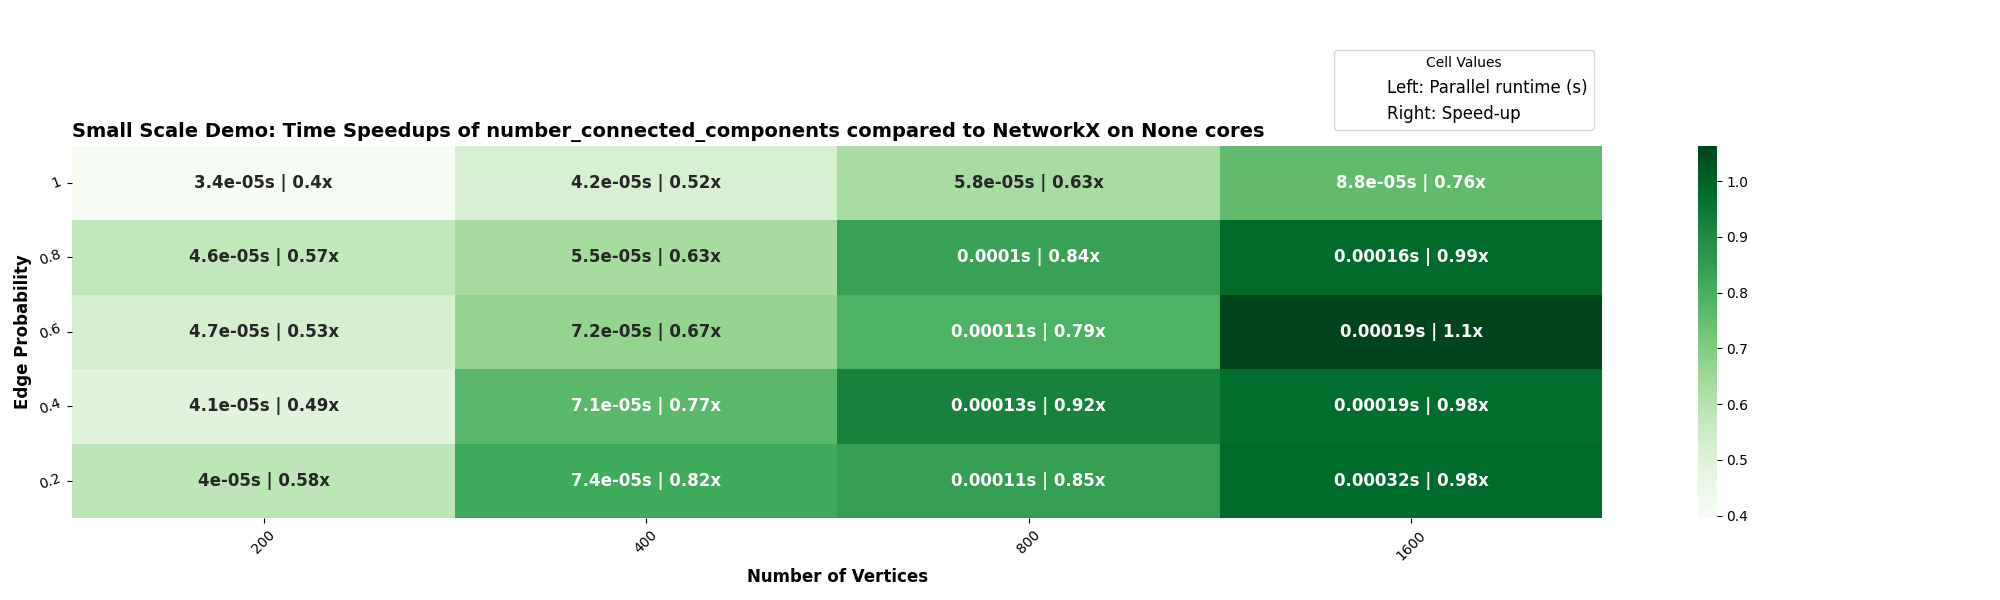 Cell Values
Left: Parallel runtime (s)
Right: Speed-up
Small Scale Demo: Time Speedups of number_connected_components compared to NetworkX on None cores
Edge Probability
1
3.4e-05s | 0.4x
4.2e-05s | 0.52x
5.8e-05s | 0.63x
8.8e-05s | 0.76x
0.8
4.6e-05s | 0.57x
5.5e-05s | 0.63x
0.0001s | 0.84x
0.00016s | 0.99x
0.6
4.7e-05s | 0.53x
7.2e-05s | 0.67x
0.00011s | 0.79x
0.00019s | 1.1x
0.4
4.1e-05s | 0.49x
7.1e-05s | 0.77x
0.00013s | 0.92x
0.00019s | 0.98x
0.2
4e-05s | 0.58x
7.4e-05s | 0.82x
0.00011s | 0.85x
0.00032s | 0.98x
200
400
800
1600
Number of Vertices
1.0
0.9
0.8
0.7
0.6
0.5
0.4